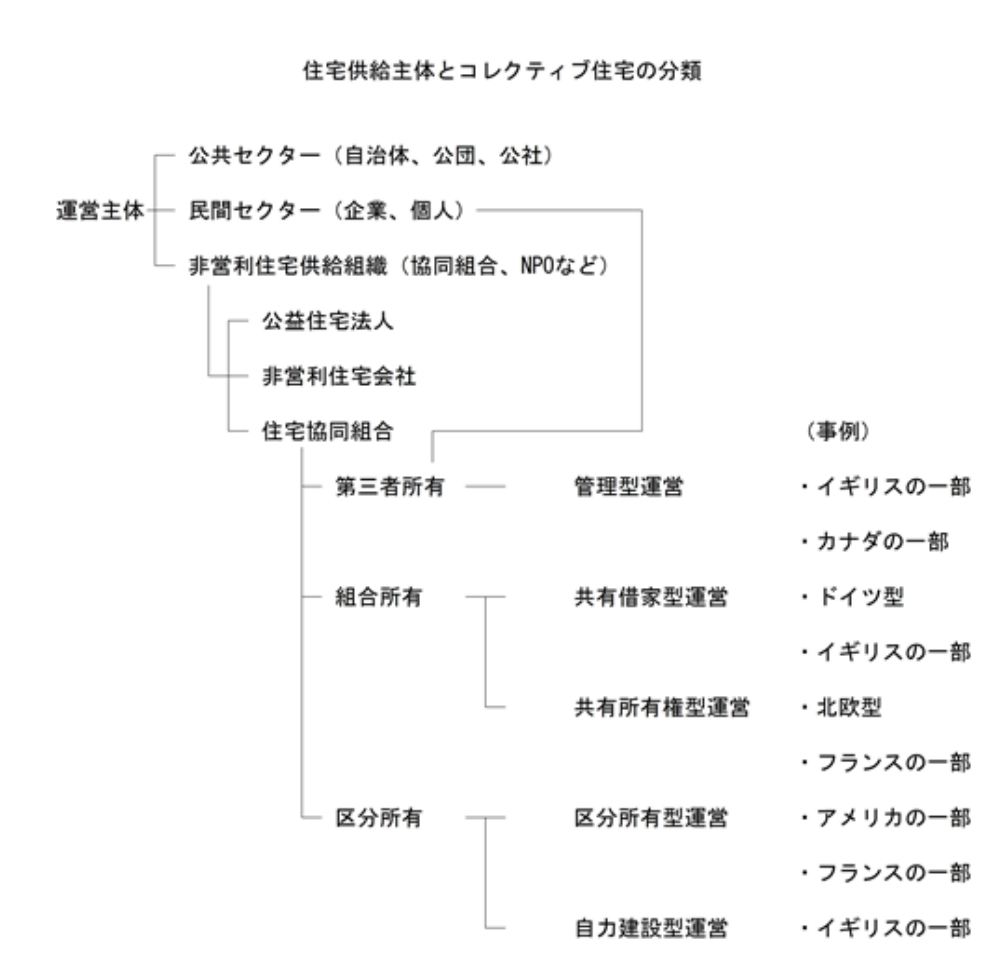 住宅供給主体とコレクティブ住宅の分類
公共セクター（自治体、公団、公社）
運営主体 民間セクター（企業、個人）
非営利住宅供給組織（協同組合、NPOなど）
公益住宅法人
非営利住宅会社
住宅協同組合 （事例）
第三者所有 管理型運営 ・イギリスの一部
・カナダの一部
組合所有 共有借家型運営 ・ドイツ型
・イギリスの一部
共有所有権型運営 ・北欧型
・フランスの一部
区分所有 区分所有型運営 ・アメリカの一部
・フランスの一部
自力建設型運営 ・イギリスの一部